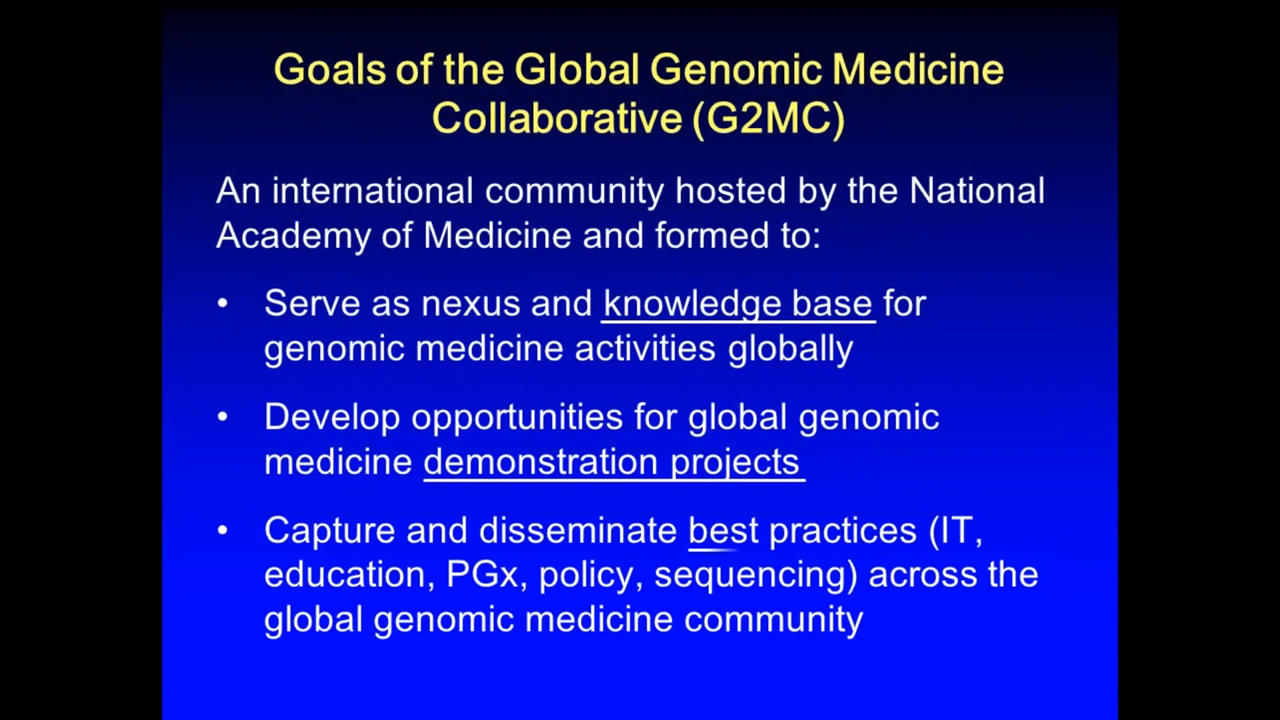 Goals of the Global Genomic Medicine
Collaborative (G2MC)
An international community hosted by the National
Academy of Medicine and formed to:
• Serve as nexus and knowledge base for
genomic medicine activities globally
• Develop opportunities for global genomic
medicine demonstration projects
• Capture and disseminate best practices (IT,
education, PGx, policy, sequencing) across the
global genomic medicine community